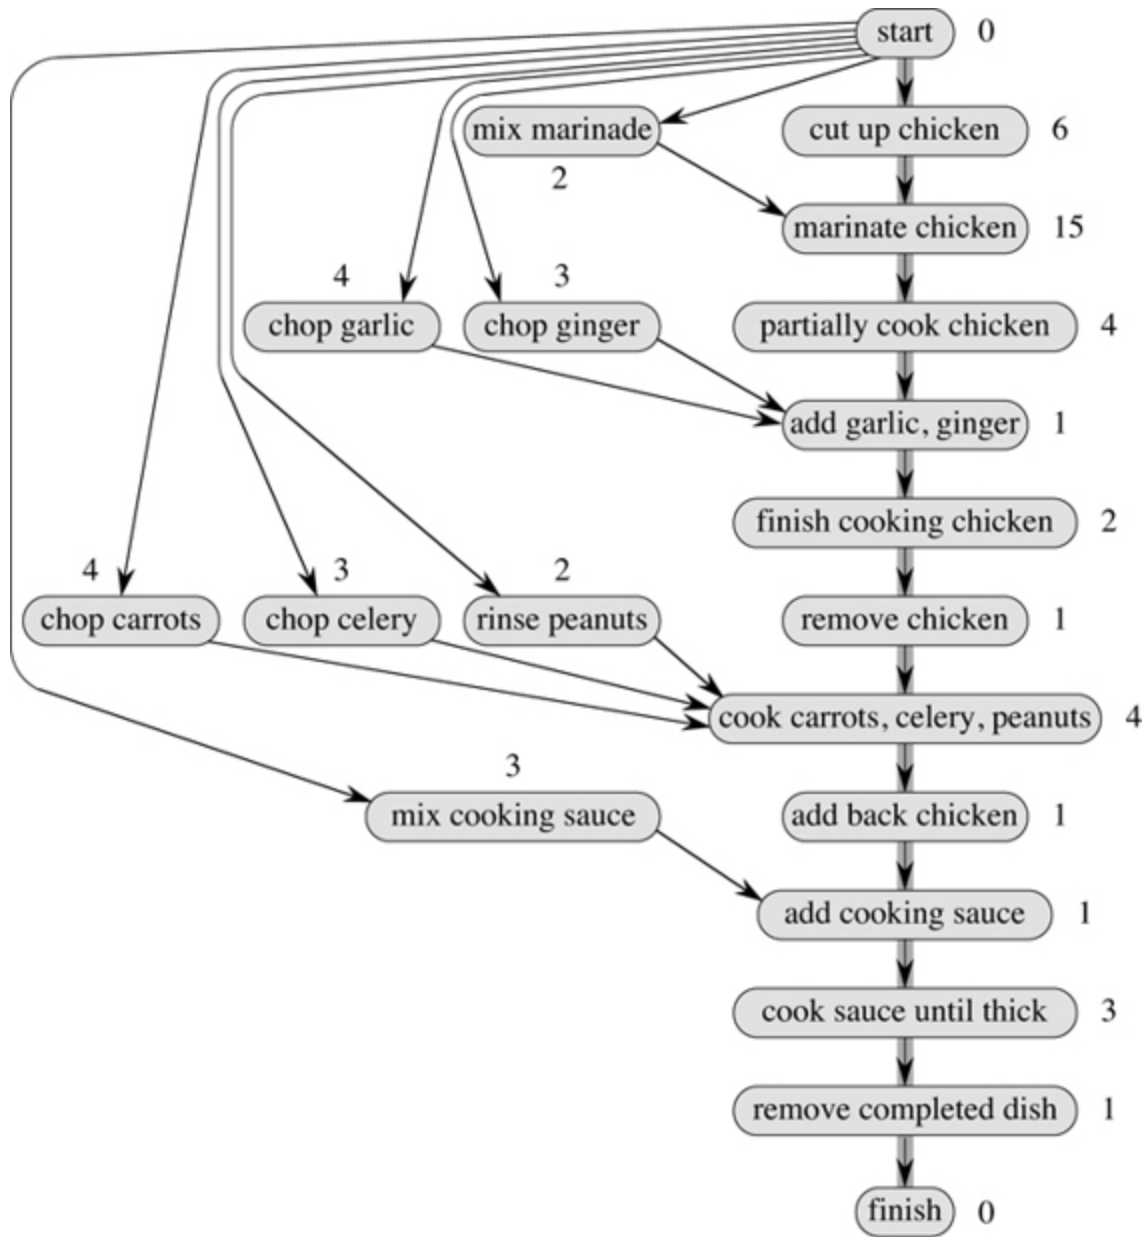 start 0
mix marinade cut up chicken 6
2
marinate chicken 15
4 3
chop garlic chop ginger partially cook chicken 4
add garlic, ginger 1
finish cooking chicken 2
4 3 2
chop carrots chop celery rinse peanuts remove chicken 1
cook carrots, celery, peanuts 4
3
mix cooking sauce add back chicken 1
add cooking sauce 1
cook sauce until thick 3
remove completed dish 1
finish 0